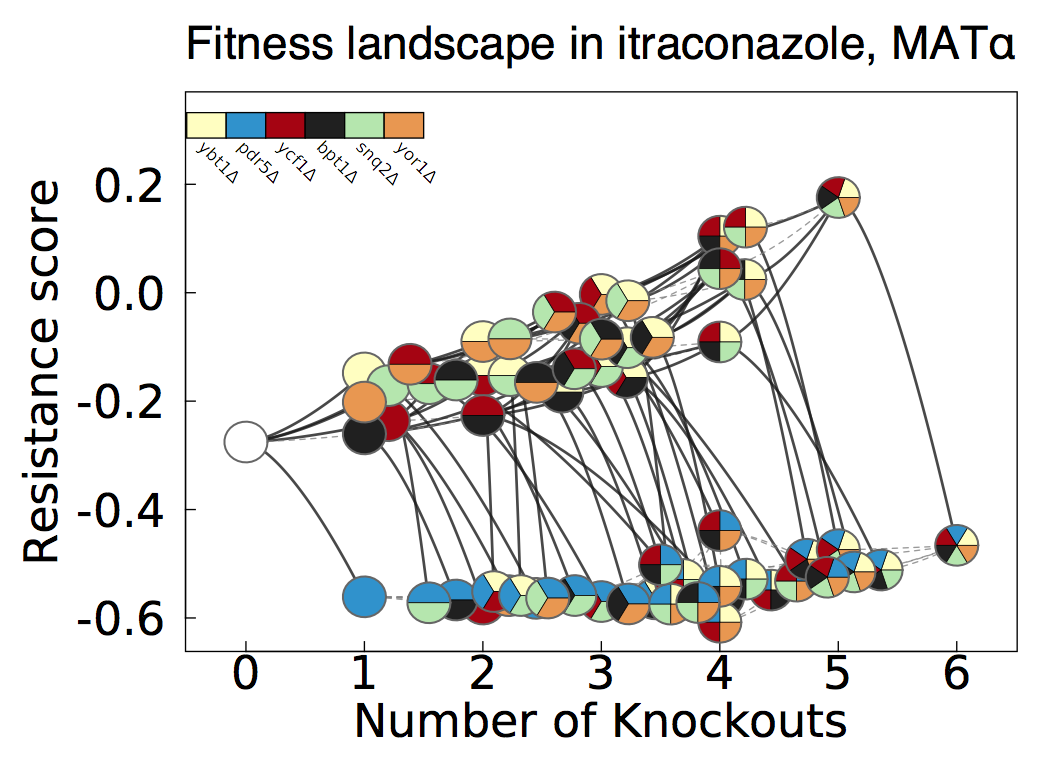 Fitness landscape in itraconazole, MATα
ybt1Δ pdr5Δ ycf1Δ bpt1Δ snq2Δ yor1Δ
Resistance score
0.2
0.0
-0.2
-0.4
-0.6
0 1 2 3 4 5 6
Number of Knockouts